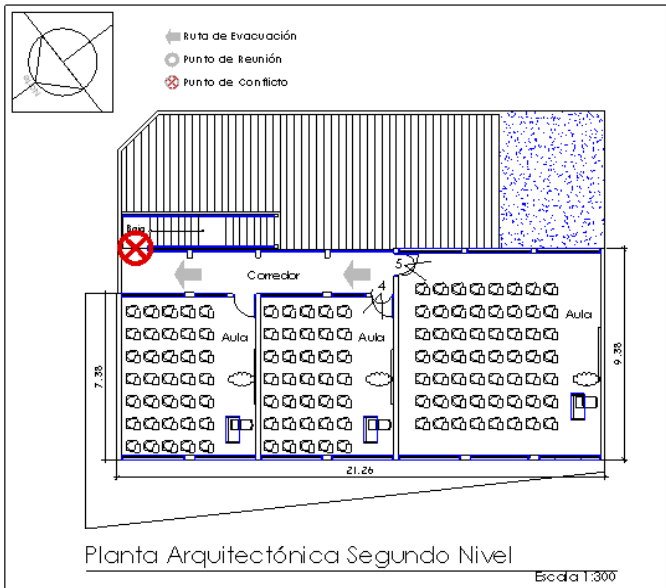 Ruta de Evacuación
Punto de Reunión
Punto de Conflicto
Baja
Corredor
5
4
Aula
Aula
Aula
7.38
9.38
21.26
Planta Arquitectónica Segundo Nivel
Escala 1:300